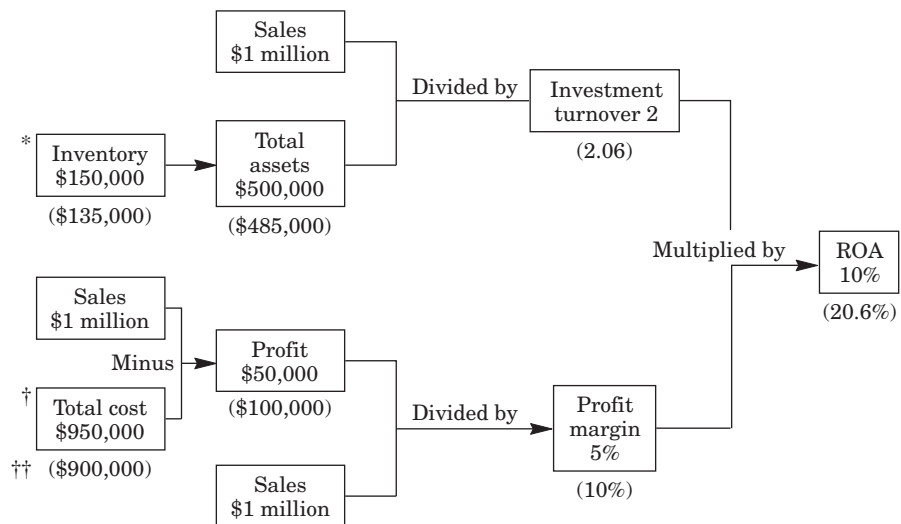 Sales
$1 million
Divided by
Investment
turnover 2
(2.06)
*
Inventory
$150,000
($135,000)
Total
assets
$500,000
($485,000)
Multiplied by
ROA
10%
(20.6%)
Sales
$1 million
Minus
†
Total cost
$950,000
†† ($900,000)
Profit
$50,000
($100,000)
Divided by
Profit
margin
5%
(10%)
Sales
$1 million